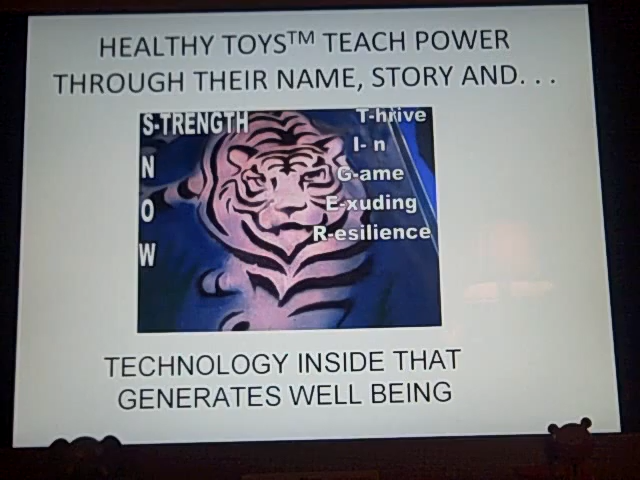 HEALTHY TOYS™ TEACH POWER
THROUGH THEIR NAME, STORY AND. . .
S-TRENGTH
N
O
W
T-hrive
I- n
G-ame
E-xuding
R-esilience
TECHNOLOGY INSIDE THAT
GENERATES WELL BEING